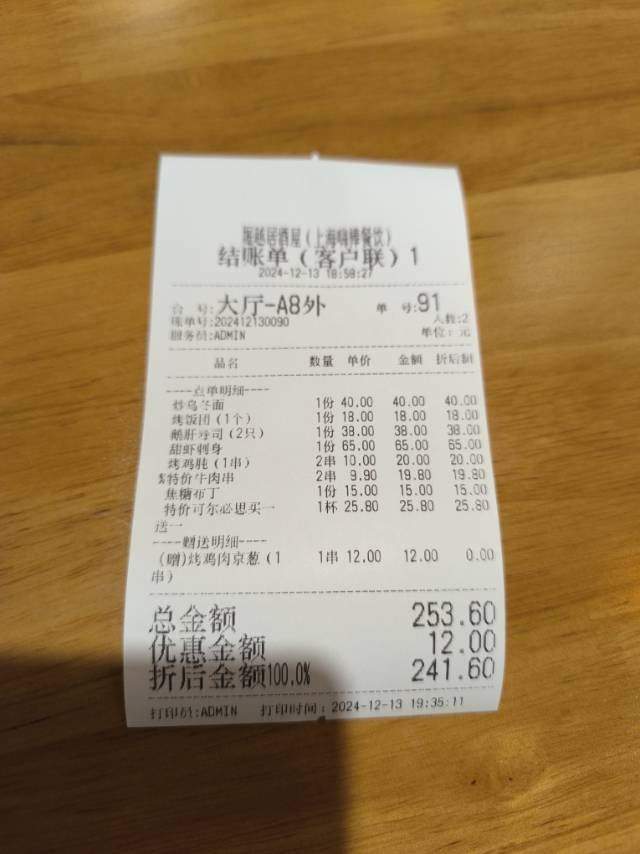 越居酒屋(上海 餐饮)
结账单(客户联)1
2024-12-13 18:58:27
台 号:大厅-A8外 单 号:91
账单号:202412130090 人数:2
服务员:ADMIN 单位:元
品名 数量 单价 金额 折后额
----点单明细----
炒乌冬面 1份 40.00 40.00 40.00
烤饭团(1个) 1份 18.00 18.00 18.00
鹅肝寿司(2只) 1份 38.00 38.00 38.00
甜虾刺身 1份 65.00 65.00 65.00
烤鸡肫(1串) 2串 10.00 20.00 20.00
%特价牛肉串 2串 9.90 19.80 19.80
焦糖布丁 1份 15.00 15.00 15.00
特价可尔必思买一 1杯 25.80 25.80 25.80
送一
----赠送明细----
(赠)烤鸡肉京葱(1 1串 12.00 12.00 0.00
串)
总金额 253.60
优惠金额 12.00
折后金额100.0% 241.60
打印员:ADMIN 打印时间:2024-12-13 19:35:11